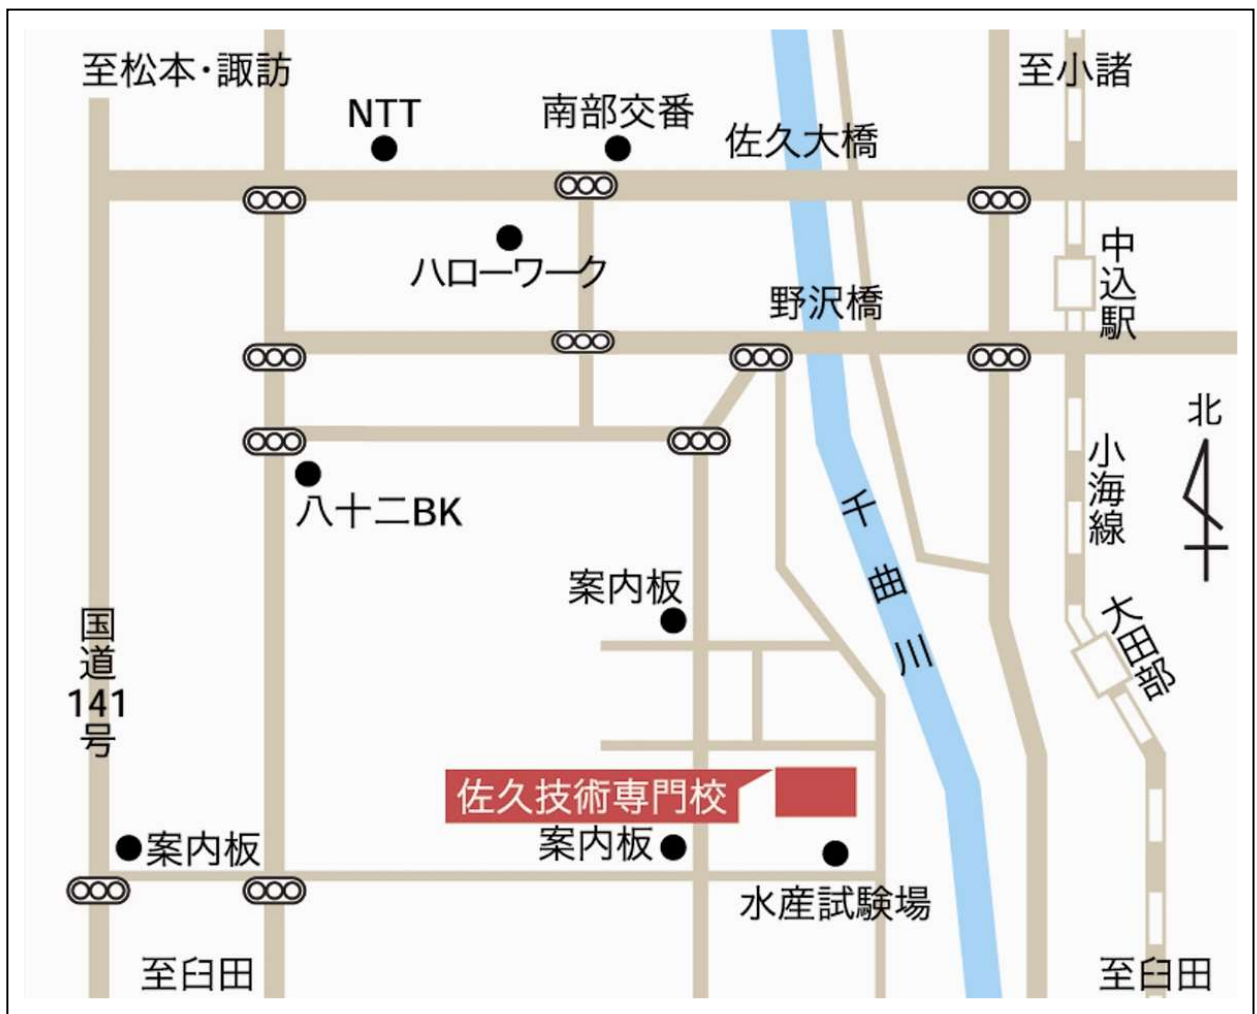 至松本・諏訪
至小諸
NTT
南部交番
佐久大橋
ハローワーク
中込駅
野沢橋
北
八十二BK
小海線
千曲川
案内板
国道141号
大田部
佐久技術専門校
案内板
案内板
水産試験場
至臼田
至臼田